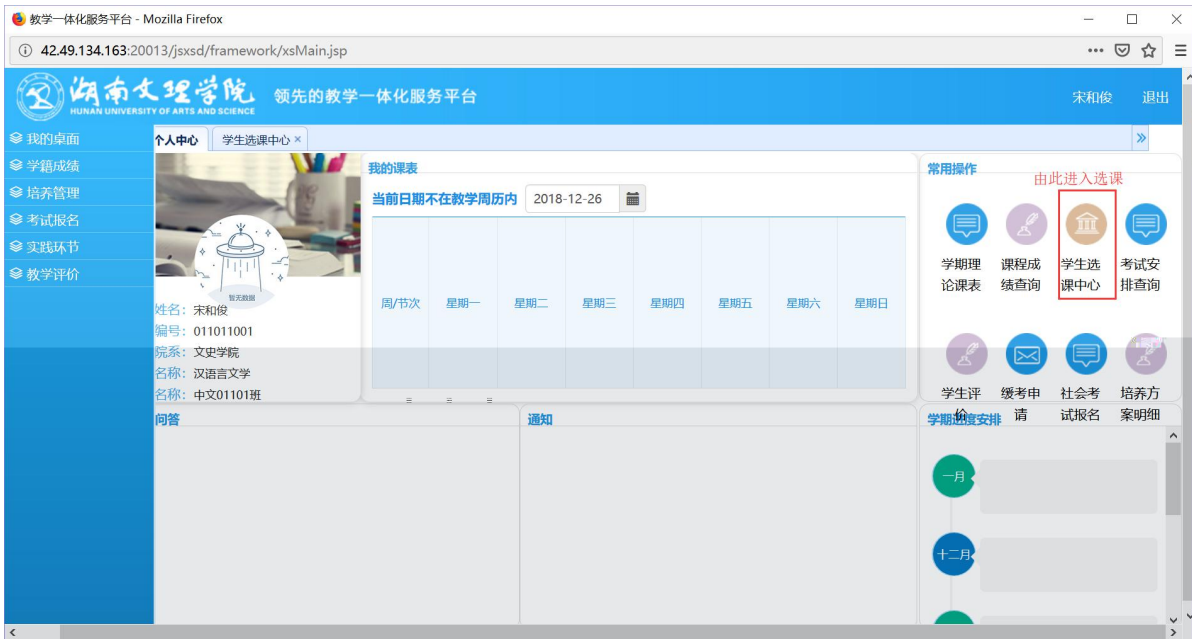 教学一体化服务平台 - Mozilla Firefox
42.49.134.163:20013/jsxsd/framework/xsMain.jsp
湖南文理学院
HUNAN UNIVERSITY OF ARTS AND SCIENCE
领先的教学一体化服务平台
宋和俊 退出
我的桌面
学籍成绩
培养管理
考试报名
实践环节
教学评价
个人中心 学生选课中心
暂无数据
姓名：宋和俊
编号：011011001
院系：文史学院
名称：汉语言文学
名称：中文01101班
我的课表
当前日期不在教学周历内 2018-12-26
周/节次 星期一 星期二 星期三 星期四 星期五 星期六 星期日
常用操作
由此进入选课
学期理论课表
课程成绩查询
学生选课中心
考试安排查询
学生评价
缓考申请
社会考试报名
培养方案明细
问答
通知
学期进度安排
一月
十二月